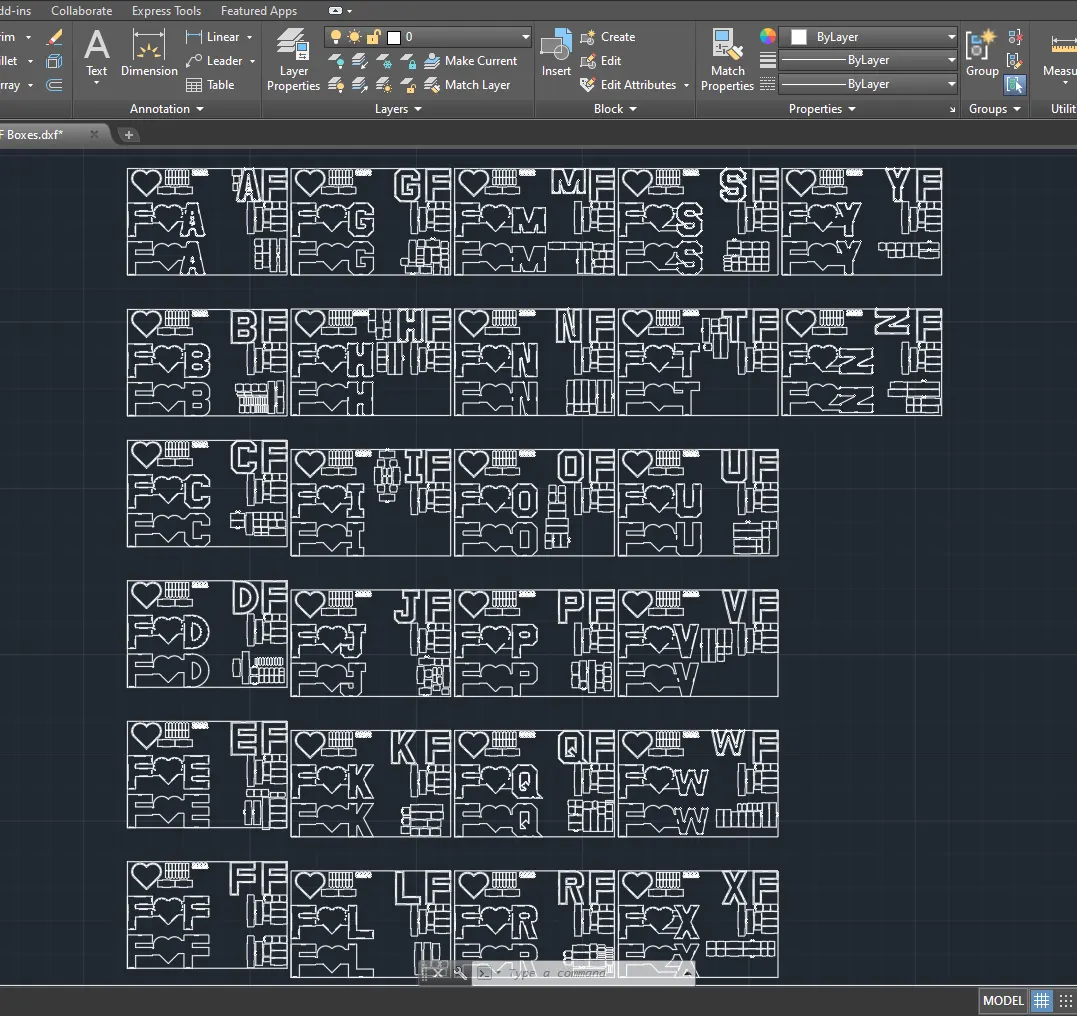 dd-ins Collaborate Express Tools Featured Apps
rim Linear 0 Create ByLayer
llet Leader Make Current Edit ByLayer
rray Text Dimension Table Layer Properties Match Layer Insert Edit Attributes Match Properties ByLayer Group Measu
Annotation Layers Block Properties Groups Utilit
F Boxes.dxf*
AF GF MF SF YF
F A F G F M F S F Y
F A F G F M F S F Y
BF HF NF TF ZF
F B F H F N F T F Z
F B F H F N F T F Z
CF IF OF UF
F C F I F O F U
F C F I F O F U
DF JF PF VF
F D F J F P F V
F D F J F P F V
EF KF QF WF
F E F K F Q F W
F E F K F Q F W
FF LF RF XF
F F F L F R F X
F F F L F R F X
Type a command
MODEL